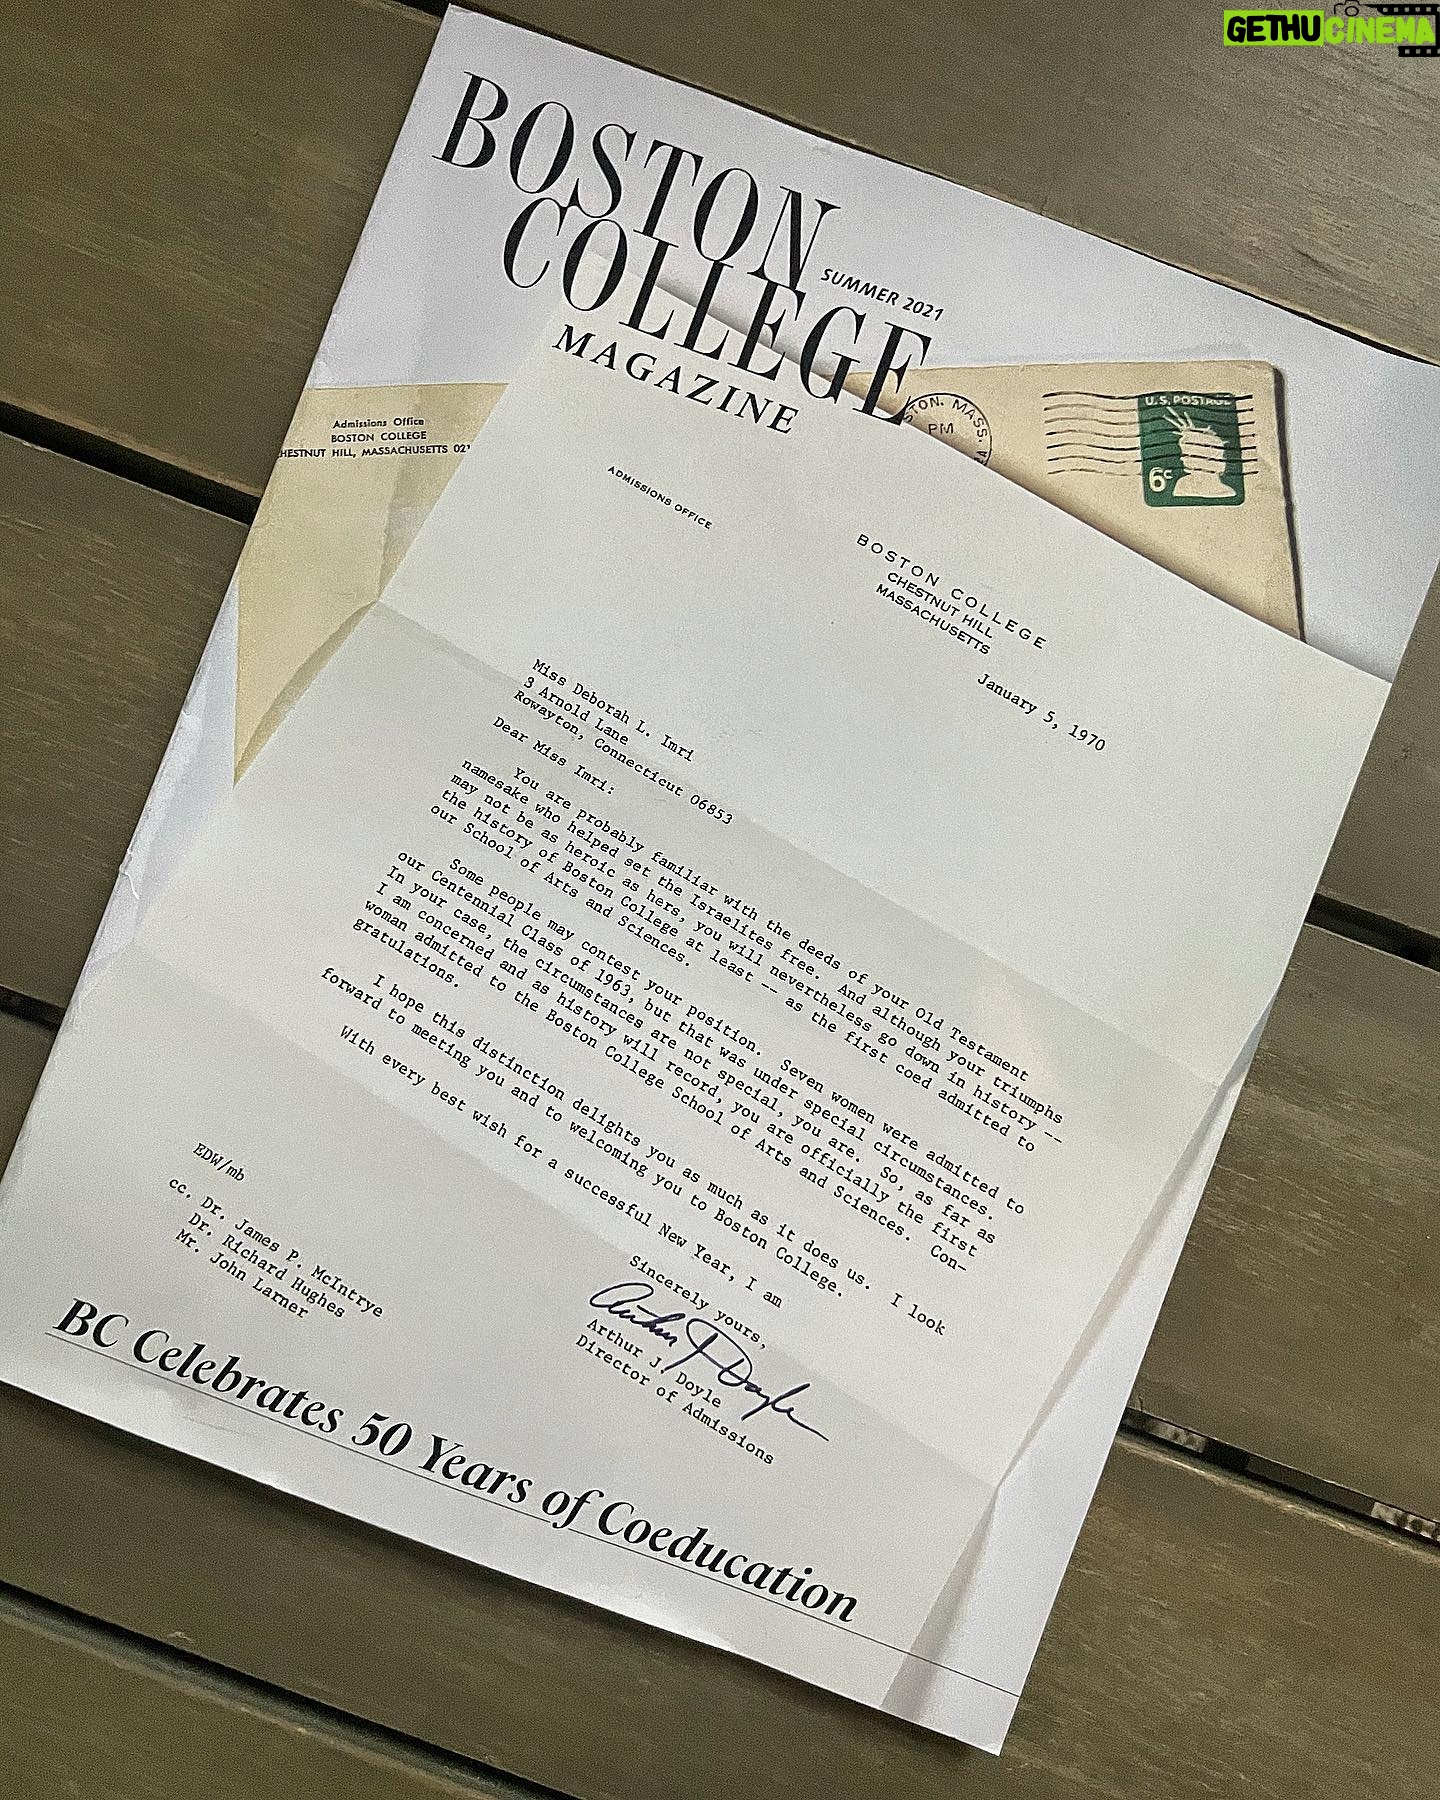 GETHUCINEMA
BOSTON
COLLEGE
SUMMER 2021
MAGAZINE
Admissions Office
BOSTON COLLEGE
HESTNUT HILL, MASSACHUSETTS 02
TON. MASS.
PM
U.S. POSTAGE
6c
ADMISSIONS OFFICE
BOSTON COLLEGE
CHESTNUT HILL
MASSACHUSETTS
January 5, 1970
Miss Deborah L. Imri
3 Arnold Lane
Rowayton, Connecticut 06853
Dear Miss Imri:
You are probably familiar with the deeds of your Old Testament
namesake who helped set the Israelites free. And although your triumphs
may not be as heroic as hers, you will nevertheless go down in history --
the history of Boston College at least -- as the first coed admitted to
our School of Arts and Sciences.
Some people may contest your position. Seven women were admitted to
our Centennial Class of 1963, but that was under special circumstances.
In your case, the circumstances are not special, you are. So, as far as
I am concerned and as history will record, you are officially the first
woman admitted to the Boston College School of Arts and Sciences. Con-
gratulations.
I hope this distinction delights you as much as it does us. I look
forward to meeting you and to welcoming you to Boston College.
With every best wish for a successful New Year, I am
Sincerely yours,
Arthur J Doyle
Arthur J. Doyle
Director of Admissions
EDW/mb
cc. Dr. James P. McIntrye
Dr. Richard Hughes
Mr. John Larner
BC Celebrates 50 Years of Coeducation